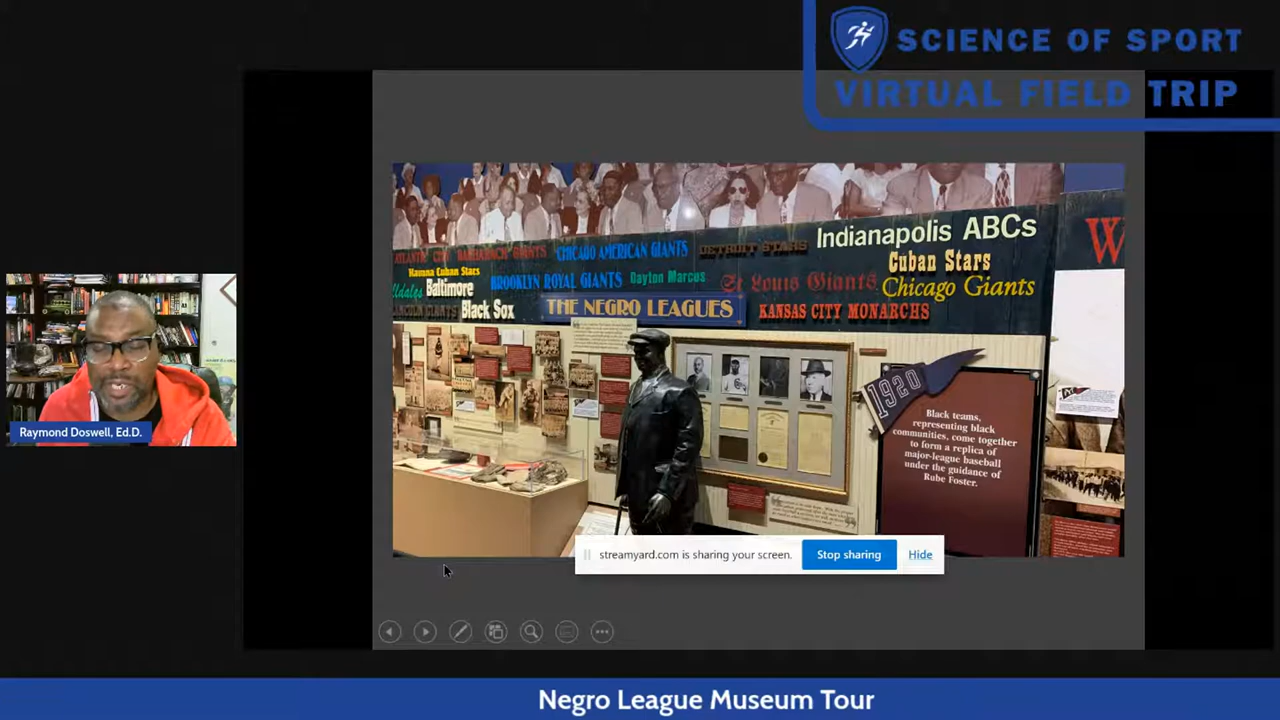 SCIENCE OF SPORT
VIRTUAL FIELD TRIP
ATLANTIC CITY BACHARACH GIANTS
CHICAGO AMERICAN GIANTS
DETROIT STARS
Indianapolis ABCs
Havana Cuban Stars
BROOKLYN ROYAL GIANTS
Dayton Marcos
St Louis Giants
Cuban Stars
lldales
Baltimore
Black Sox
LINCOLN GIANTS
THE NEGRO LEAGUES
KANSAS CITY MONARCHS
Chicago Giants
W
1920
Black teams,
representing black
communities, come together
to form a replica of
major-league baseball
under the guidance of
Rube Foster.
Raymond Doswell, Ed.D.
streamyard.com is sharing your screen.
Stop sharing
Hide
Negro League Museum Tour